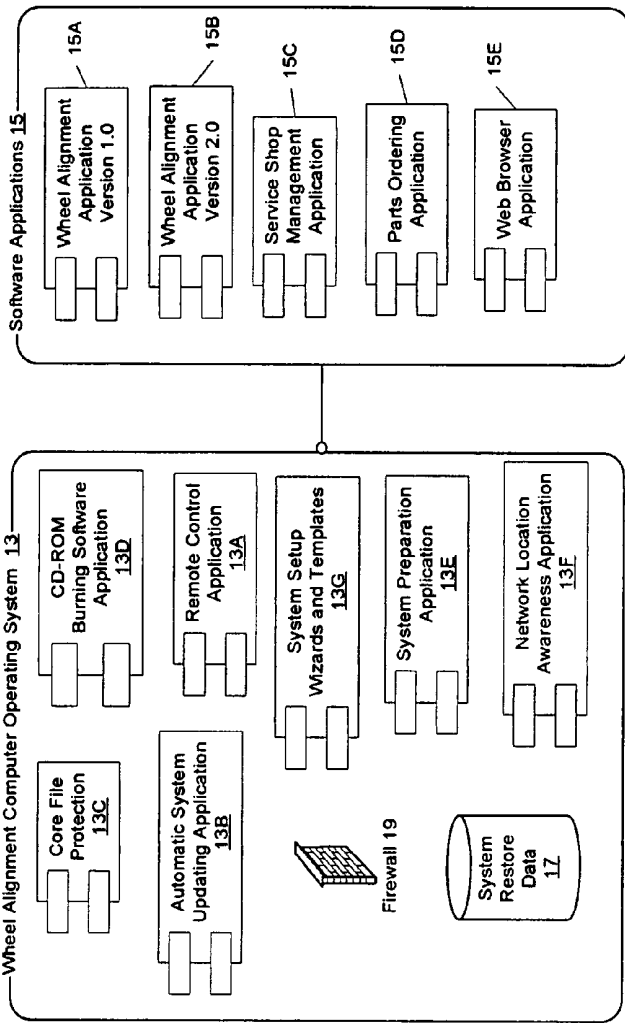 Wheel Alignment Computer Operating System 13
Core File
Protection
13C
CD-ROM
Burning Software
Application
13D
Automatic System
Updating Application
13B
Remote Control
Application
13A
Firewall 19
System Setup
Wizards and Templates
13G
System
Restore
Data
17
System Preparation
Application
13E
Network Location
Awareness Application
13F
Software Applications 15
Wheel Alignment
Application
Version 1.0
15A
Wheel Alignment
Application
Version 2.0
15B
Service Shop
Management
Application
15C
Parts Ordering
Application
15D
Web Browser
Application
15E